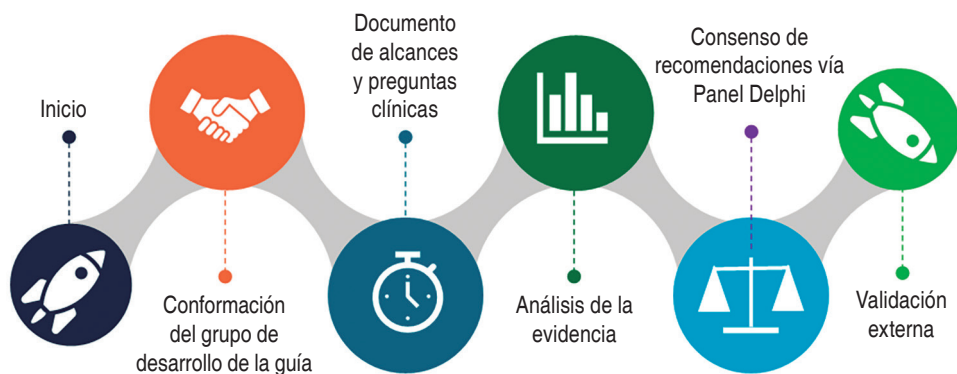 Inicio
Conformación
del grupo de
desarrollo de la guía
Documento
de alcances
y preguntas
clínicas
Análisis de la
evidencia
Consenso de
recomendaciones vía
Panel Delphi
Validación
externa